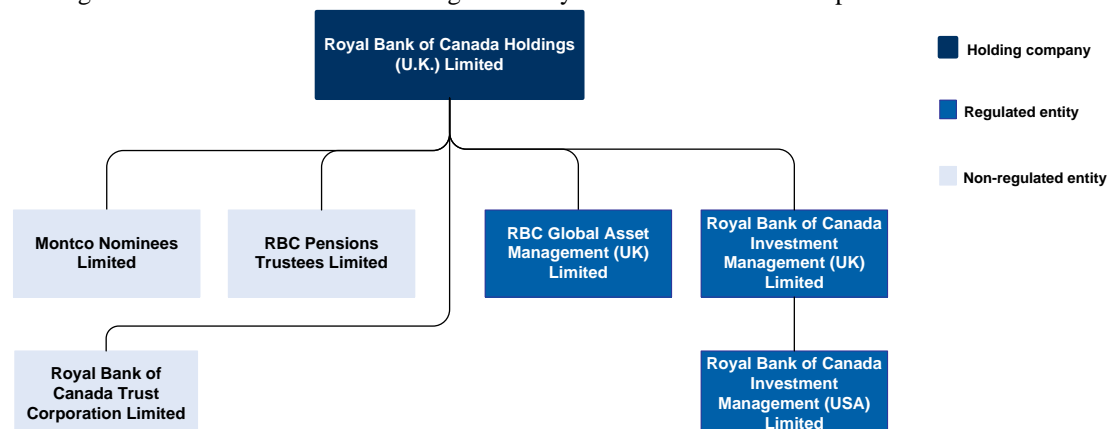 Royal Bank of Canada Holdings
(U.K.) Limited
Holding company
Regulated entity
Non-regulated entity
Montco Nominees
Limited
RBC Pensions
Trustees Limited
RBC Global Asset
Management (UK)
Limited
Royal Bank of Canada
Investment
Management (UK)
Limited
Royal Bank of
Canada Trust
Corporation Limited
Royal Bank of Canada
Investment
Management (USA)
Limited